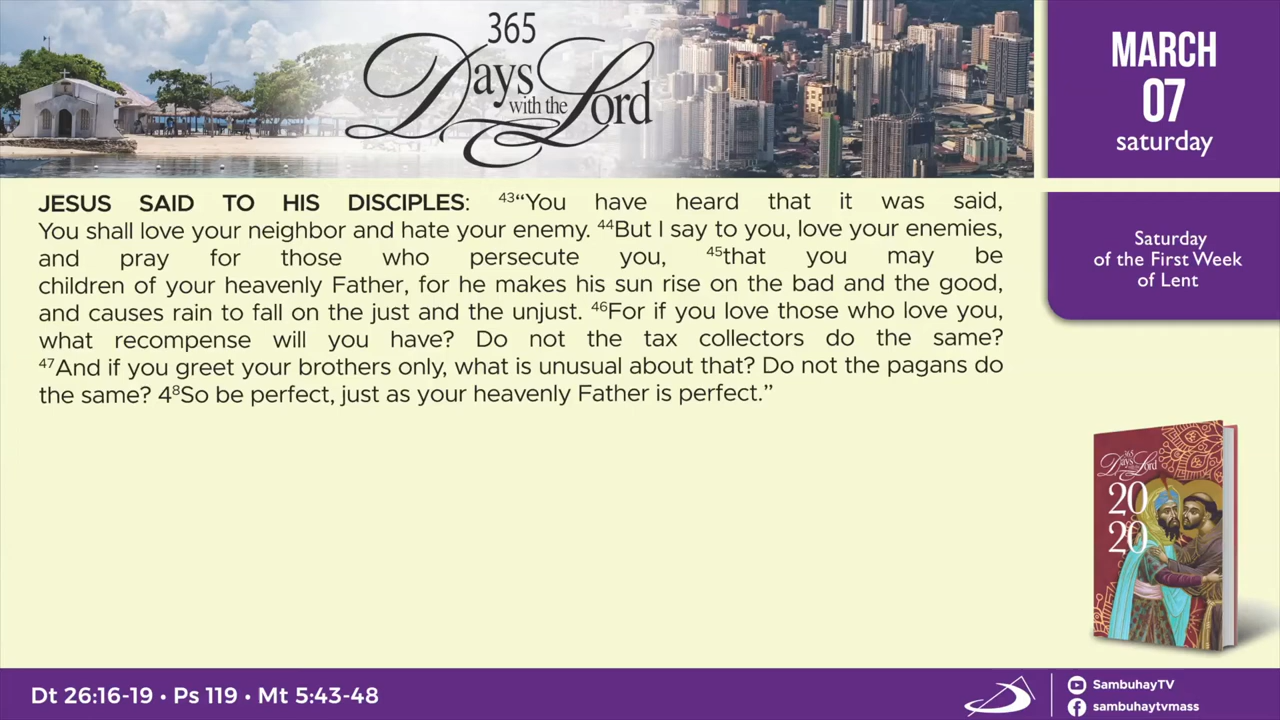 365
Days with the Lord
MARCH
07
saturday
JESUS SAID TO HIS DISCIPLES: ⁴³“You have heard that it was said,
You shall love your neighbor and hate your enemy. ⁴⁴But I say to you, love your enemies,
and pray for those who persecute you, ⁴⁵that you may be
children of your heavenly Father, for he makes his sun rise on the bad and the good,
and causes rain to fall on the just and the unjust. ⁴⁶For if you love those who love you,
what recompense will you have? Do not the tax collectors do the same?
⁴⁷And if you greet your brothers only, what is unusual about that? Do not the pagans do
the same? 4⁸So be perfect, just as your heavenly Father is perfect.”
Saturday
of the First Week
of Lent
365
Days with the Lord
20
20
Dt 26:16-19 • Ps 119 • Mt 5:43-48
SambuhayTV
sambuhaytvmass